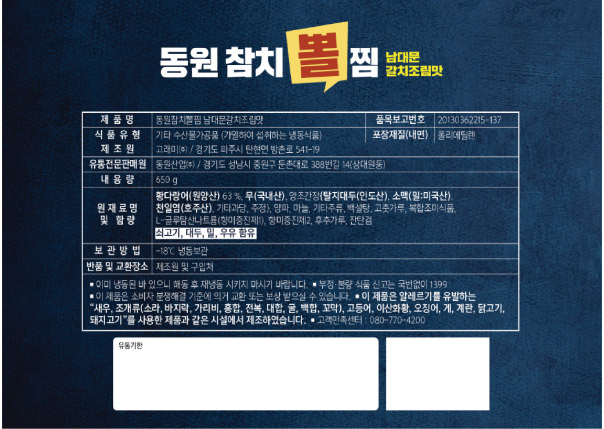 동원 참치 뽈 찜 남대문 갈치조림맛
제 품 명 동원참치뽈찜 남대문갈치조림맛 품목보고번호 20130362215-137
식 품 유 형 기타 수산물가공품 (가열하여 섭취하는 냉동식품) 포장재질(내면) 폴리에틸렌
제 조 원 고래미㈜ / 경기도 파주시 탄현면 방촌로 541-19
유통전문판매원 동원산업㈜ / 경기도 성남시 중원구 둔촌대로 388번길 14(상대원동)
내 용 량 650 g
원 재 료 명 및 함 량 황다랑어(원양산) 63 %, 무(국내산), 양조간장{탈지대두(인도산), 소맥(밀:미국산),
천일염(호주산), 기타과당, 주정}, 양파, 마늘, 기타주류, 백설탕, 고춧가루, 복합조미식품,
L-글루탐산나트륨(향미증진제1), 향미증진제2, 후추가루, 잔탄검
쇠고기, 대두, 밀, 우유 함유
보 관 방 법 -18℃ 냉동보관
반품 및 교환장소 제조원 및 구입처
▪ 이미 냉동된 바 있으니 해동 후 재냉동 시키지 마시기 바랍니다. ▪ 부정·불량 식품 신고는 국번없이 1399
▪ 이 제품은 소비자 분쟁해결 기준에 의거 교환 또는 보상 받으실 수 있습니다. ▪ 이 제품은 알레르기를 유발하는
“새우, 조개류(소라, 바지락, 가리비, 홍합, 전복, 대합, 굴, 백합, 꼬막), 고등어, 이산화황, 오징어, 게, 계란, 닭고기,
돼지고기”를 사용한 제품과 같은 시설에서 제조하였습니다. ▪ 고객만족센터 : 080-770-4200
유통기한